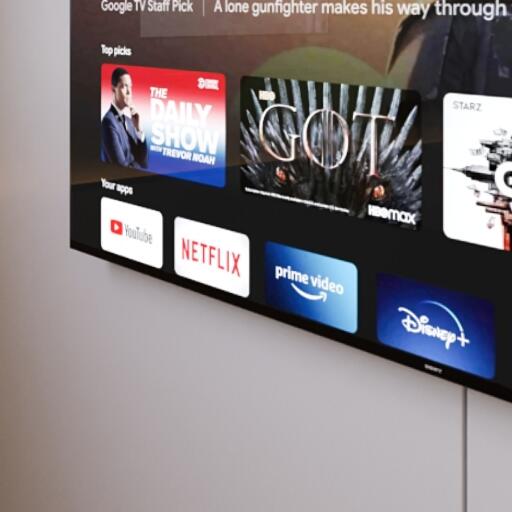 Google TV Staff Pick | A lone gunfighter makes his way through
Top picks
THE
DAILY
SHOW
WITH TREVOR NOAH
HBO
GOT
HBOMAX
STARZ
Your apps
YouTube
NETFLIX
prime video
Disney+